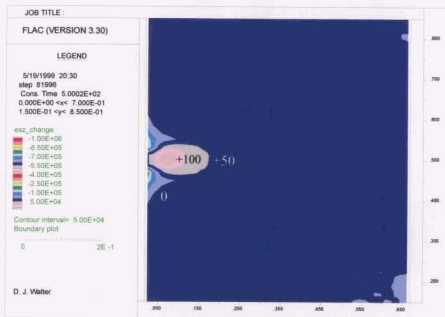 JOB TITLE :
FLAC (VERSION 3.30)
LEGEND
5/19/1999 20:30
step 81996
Cons. Time 5.0002E+02
0.000E+00 <x< 7.000E-01
1.500E-01 <y< 8.500E-01
esz_change
-1.00E+06
-8.50E+05
-7.00E+05
-5.50E+05
-4.00E+05
-2.50E+05
-1.00E+05
5.00E+04
Contour interval= 5.00E+04
Boundary plot
0 2E -1
D. J. Walter
+100 +50
0
.800
.700
.600
.500
.400
.300
.200
.050 .150 .250 .350 .450 .550 .650